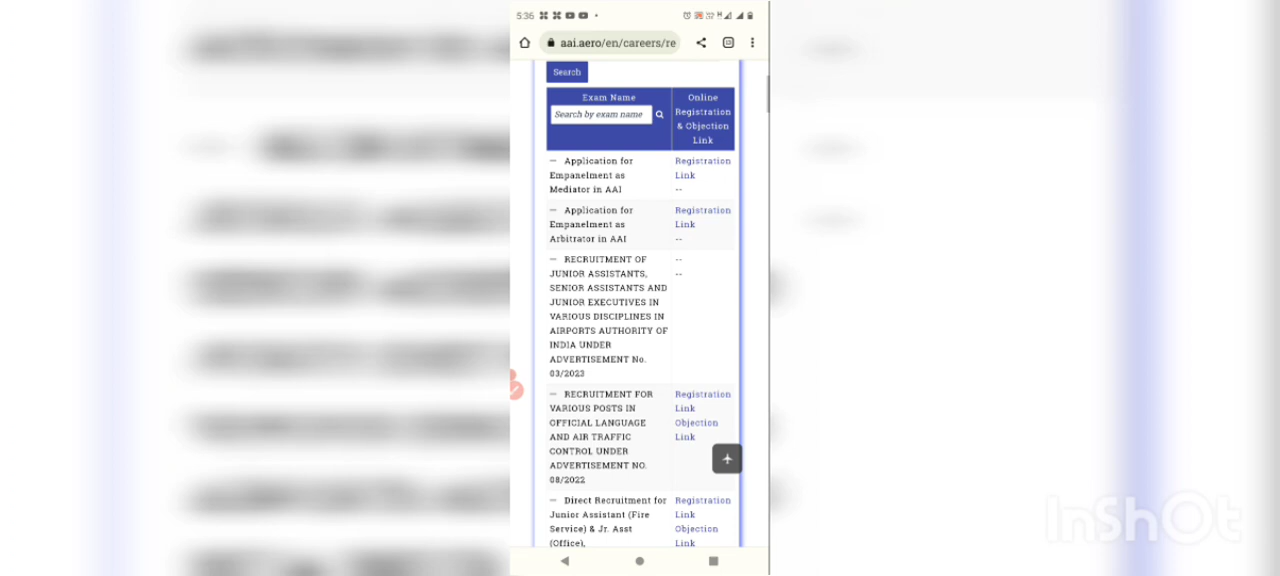 5:36
aai.aero/en/careers/re
Search
Exam Name
Search by exam name
Online
Registration
& Objection
Link
— Application for
Empanelment as
Mediator in AAI
Registration
Link
--
— Application for
Empanelment as
Arbitrator in AAI
Registration
Link
--
— RECRUITMENT OF
JUNIOR ASSISTANTS,
SENIOR ASSISTANTS AND
JUNIOR EXECUTIVES IN
VARIOUS DISCIPLINES IN
AIRPORTS AUTHORITY OF
INDIA UNDER
ADVERTISEMENT No.
03/2023
--
--
— RECRUITMENT FOR
VARIOUS POSTS IN
OFFICIAL LANGUAGE
AND AIR TRAFFIC
CONTROL UNDER
ADVERTISEMENT NO.
08/2022
Registration
Link
Objection
Link
— Direct Recruitment for
Junior Assistant (Fire
Service) & Jr. Asst
(Office),
Registration
Link
Objection
Link
InShOt